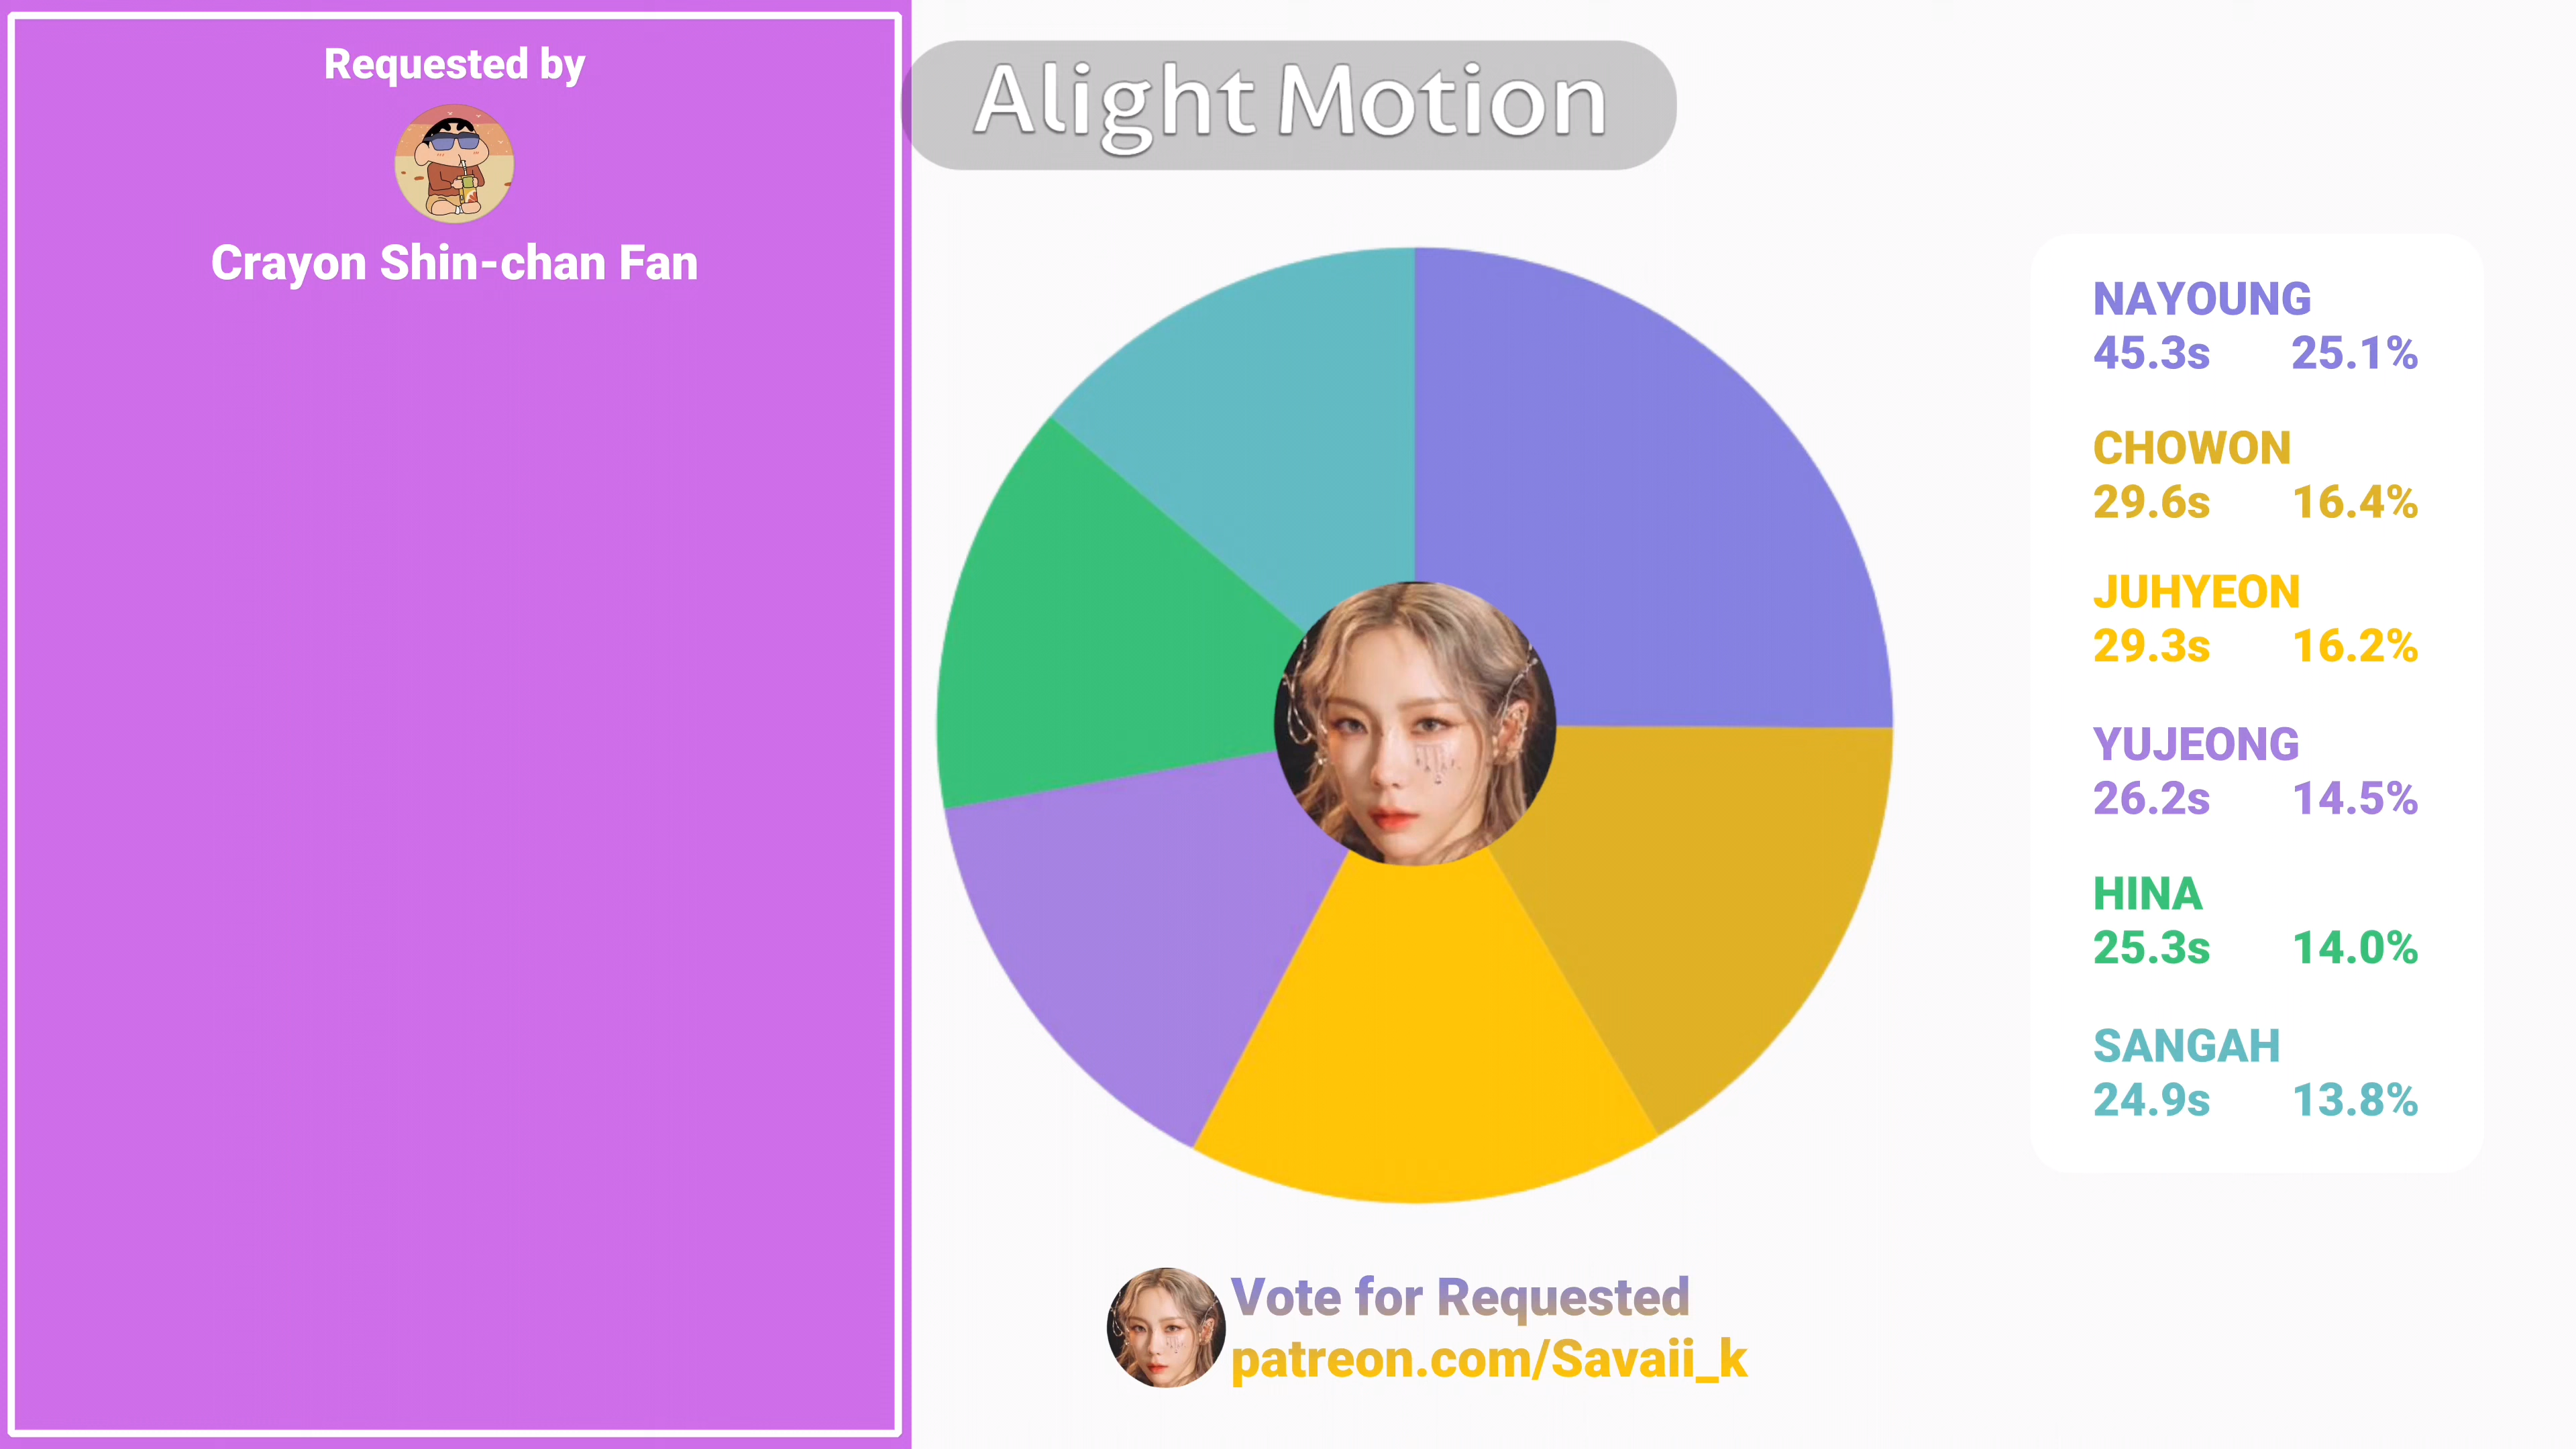 Requested by
Crayon Shin-chan Fan
Alight Motion
NAYOUNG
45.3s 25.1%
CHOWON
29.6s 16.4%
JUHYEON
29.3s 16.2%
YUJEONG
26.2s 14.5%
HINA
25.3s 14.0%
SANGAH
24.9s 13.8%
Vote for Requested
patreon.com/Savaii_k